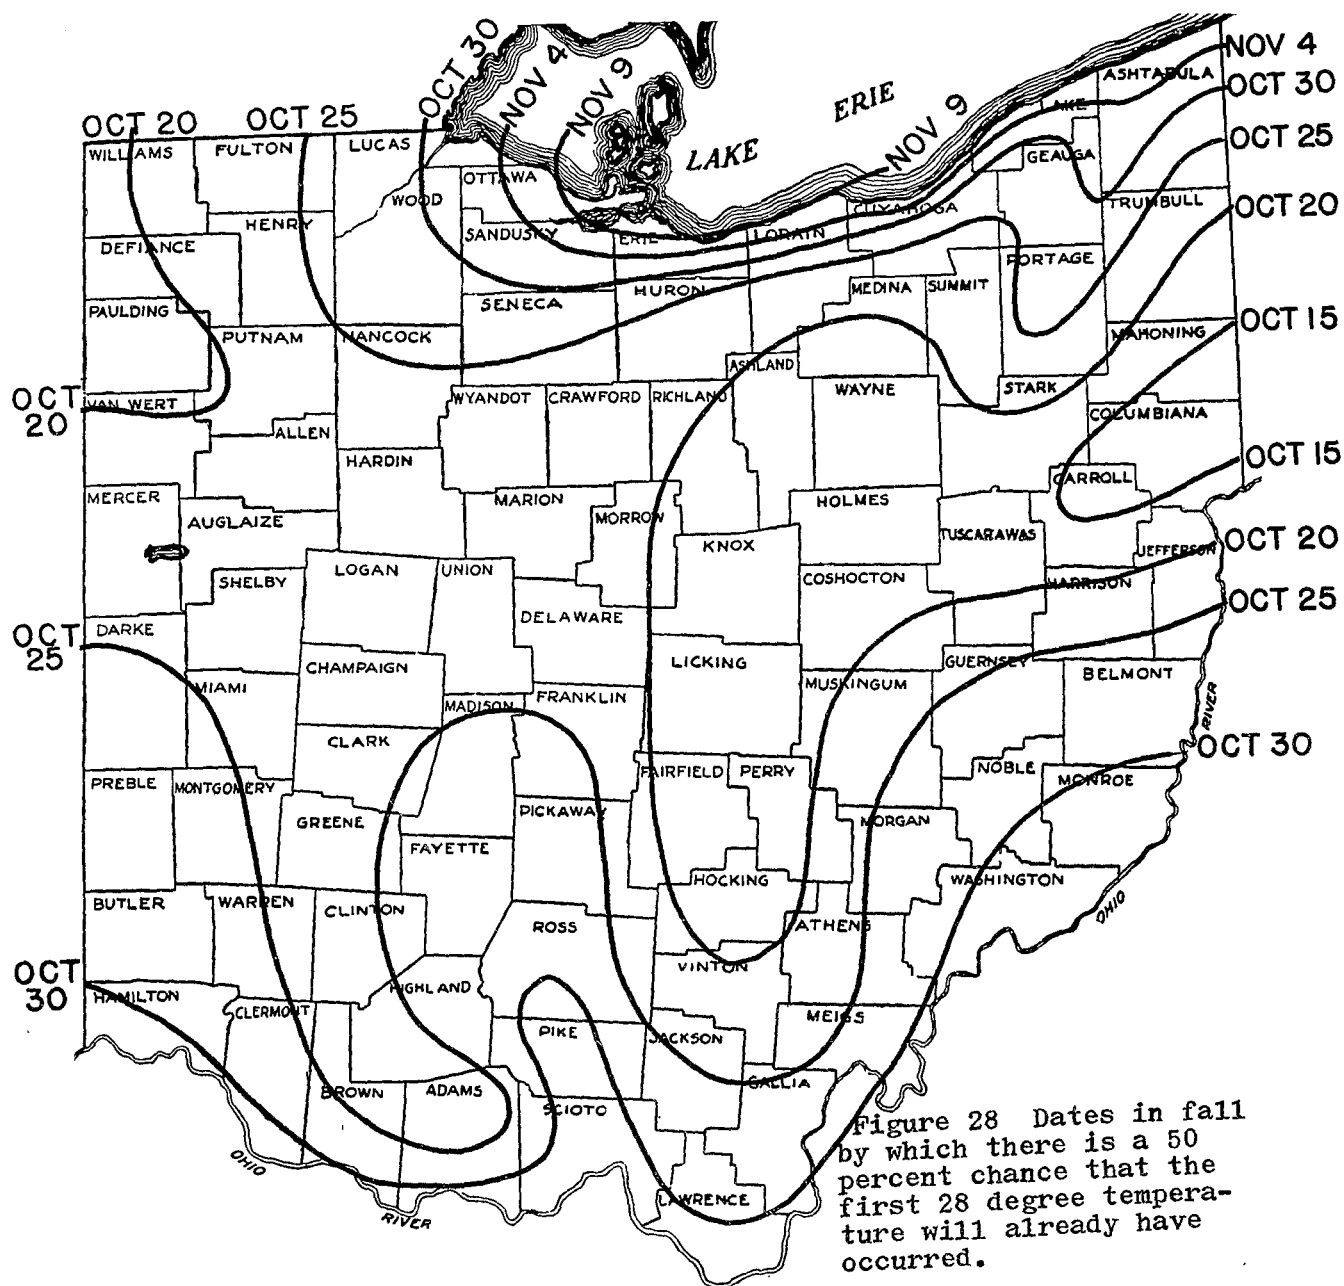 OCT 30
NOV 4
NOV 9
OCT 20
OCT 25
ERIE
LAKE
NOV 9
NOV 4
OCT 30
OCT 25
OCT 20
OCT 15
OCT 15
OCT 20
OCT 25
OCT 30
OCT
20
OCT
25
OCT
30
WILLIAMS
FULTON
LUCAS
OTTAWA
WOOD
HENRY
DEFIANCE
SANDUSKY
ERIE
LORAIN
CUYAHOGA
LAKE
ASHTABULA
GEAUGA
TRUMBULL
PORTAGE
PAULDING
SENECA
HURON
MEDINA
SUMMIT
PUTNAM
HANCOCK
MAHONING
VAN WERT
WYANDOT
CRAWFORD
RICHLAND
ASHLAND
WAYNE
STARK
COLUMBIANA
ALLEN
HARDIN
MERCER
MARION
MORROW
HOLMES
CARROLL
AUGLAIZE
KNOX
TUSCARAWAS
JEFFERSON
SHELBY
LOGAN
UNION
COSHOCTON
HARRISON
DARKE
DELAWARE
CHAMPAIGN
LICKING
GUERNSEY
MIAMI
MADISON
FRANKLIN
MUSKINGUM
BELMONT
RIVER
CLARK
PREBLE
MONTGOMERY
FAIRFIELD
PERRY
NOBLE
MONROE
GREENE
PICKAWAY
MORGAN
FAYETTE
BUTLER
WARREN
CLINTON
HOCKING
WASHINGTON
OHIO
ROSS
ATHENS
VINTON
HAMILTON
CLERMONT
HIGHLAND
PIKE
JACKSON
MEIGS
BROWN
ADAMS
SCIOTO
GALLIA
OHIO
RIVER
LAWRENCE
Figure 28 Dates in fall
by which there is a 50
percent chance that the
first 28 degree tempera-
ture will already have
occurred.